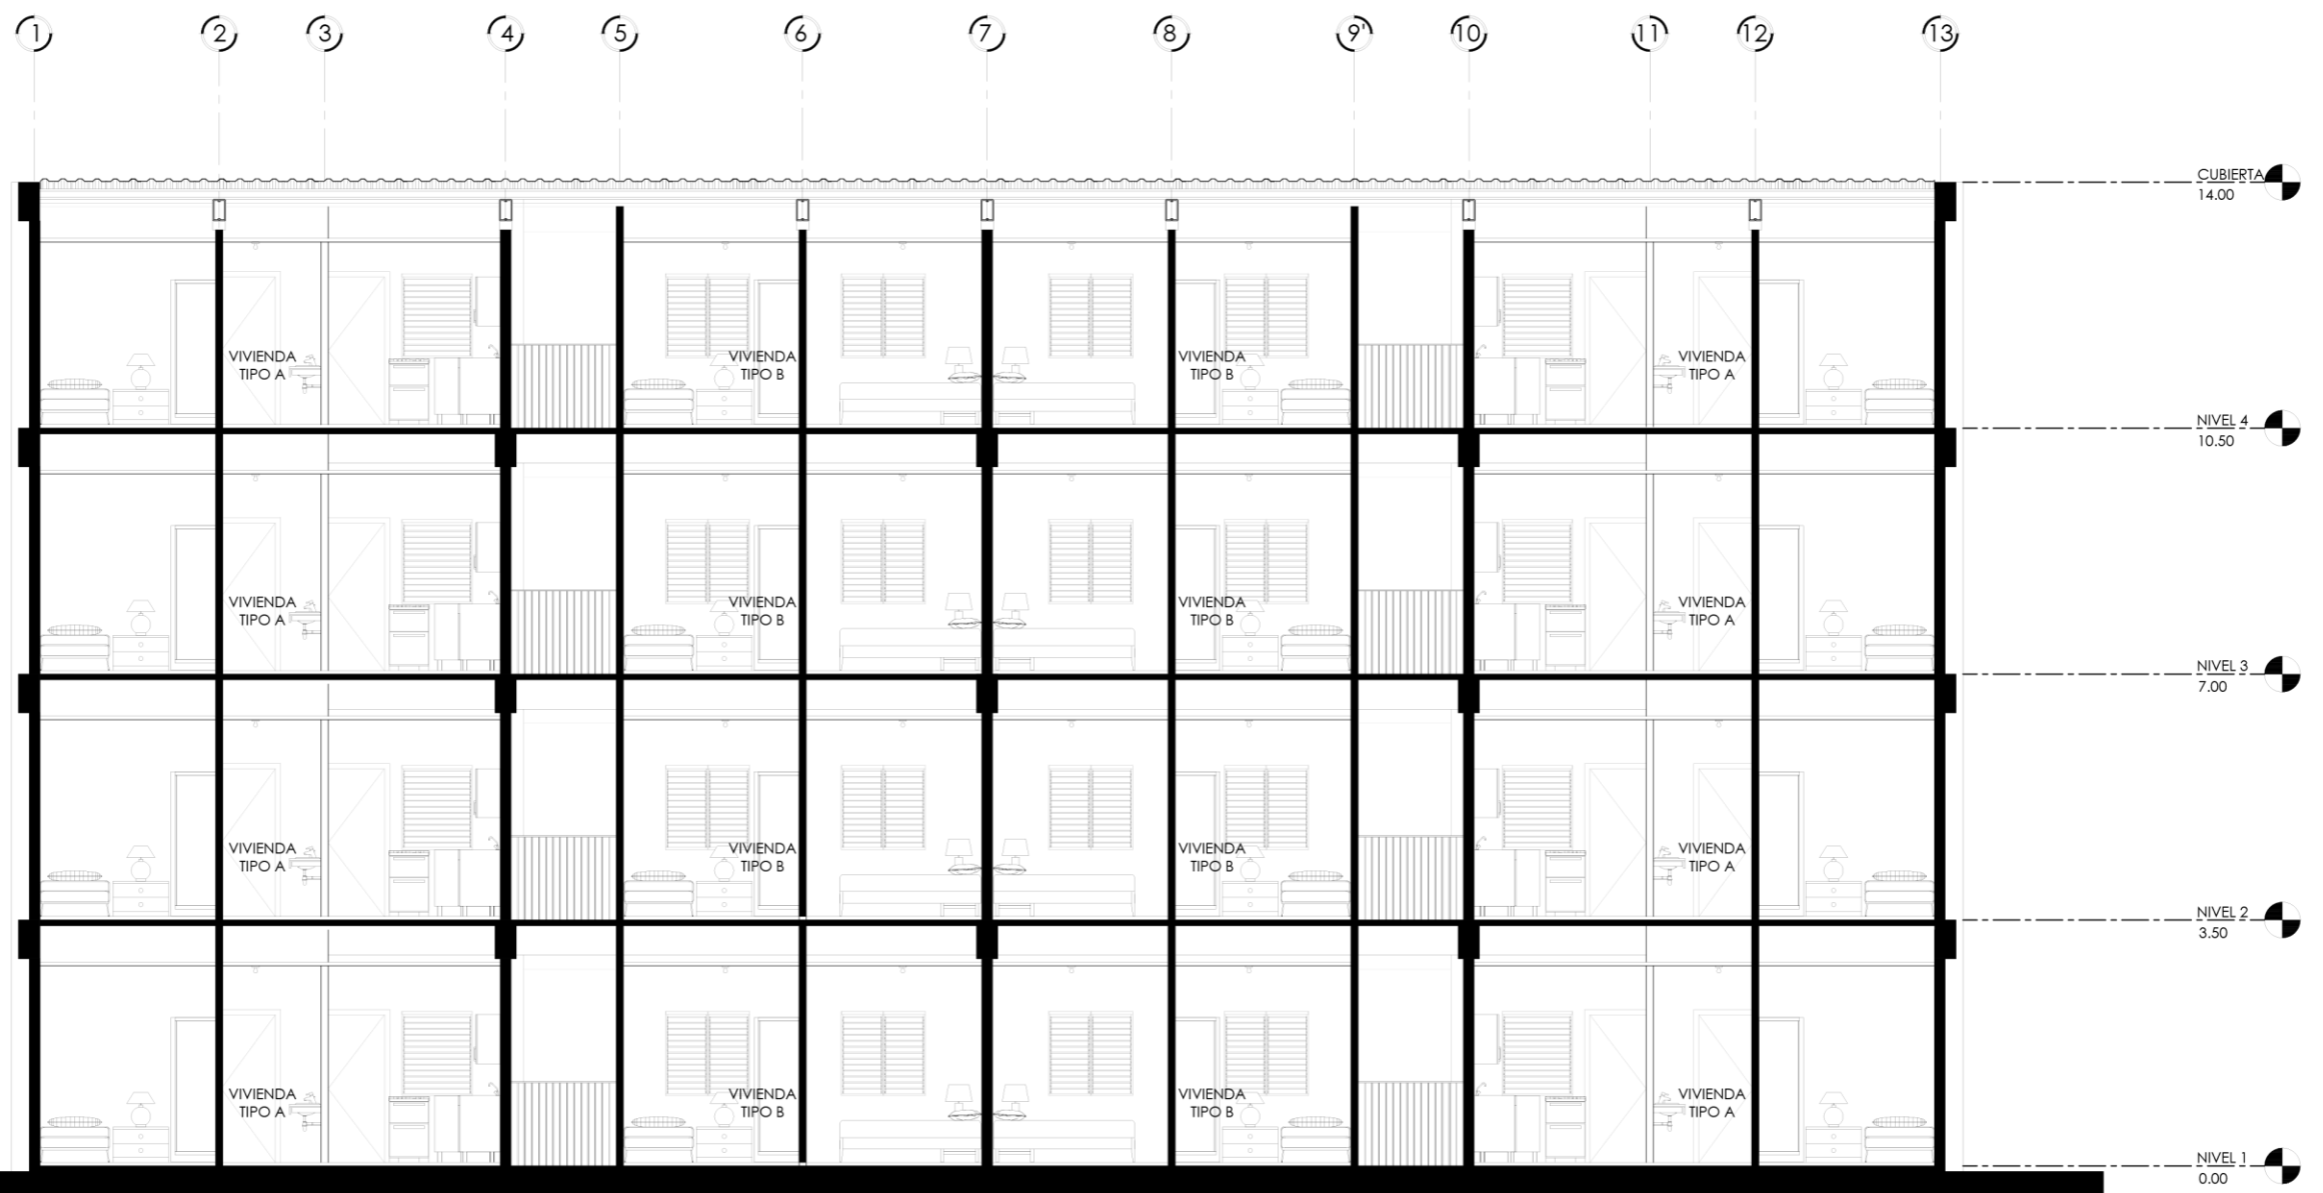 1 2 3 4 5 6 7 8 9' 10 11 12 13
CUBIERTA
14.00
VIVIENDA VIVIENDA VIVIENDA VIVIENDA
TIPO A TIPO B TIPO B TIPO A
NIVEL 4
10.50
VIVIENDA VIVIENDA VIVIENDA VIVIENDA
TIPO A TIPO B TIPO B TIPO A
NIVEL 3
7.00
VIVIENDA VIVIENDA VIVIENDA VIVIENDA
TIPO A TIPO B TIPO B TIPO A
NIVEL 2
3.50
VIVIENDA VIVIENDA VIVIENDA VIVIENDA
TIPO A TIPO B TIPO B TIPO A
NIVEL 1
0.00